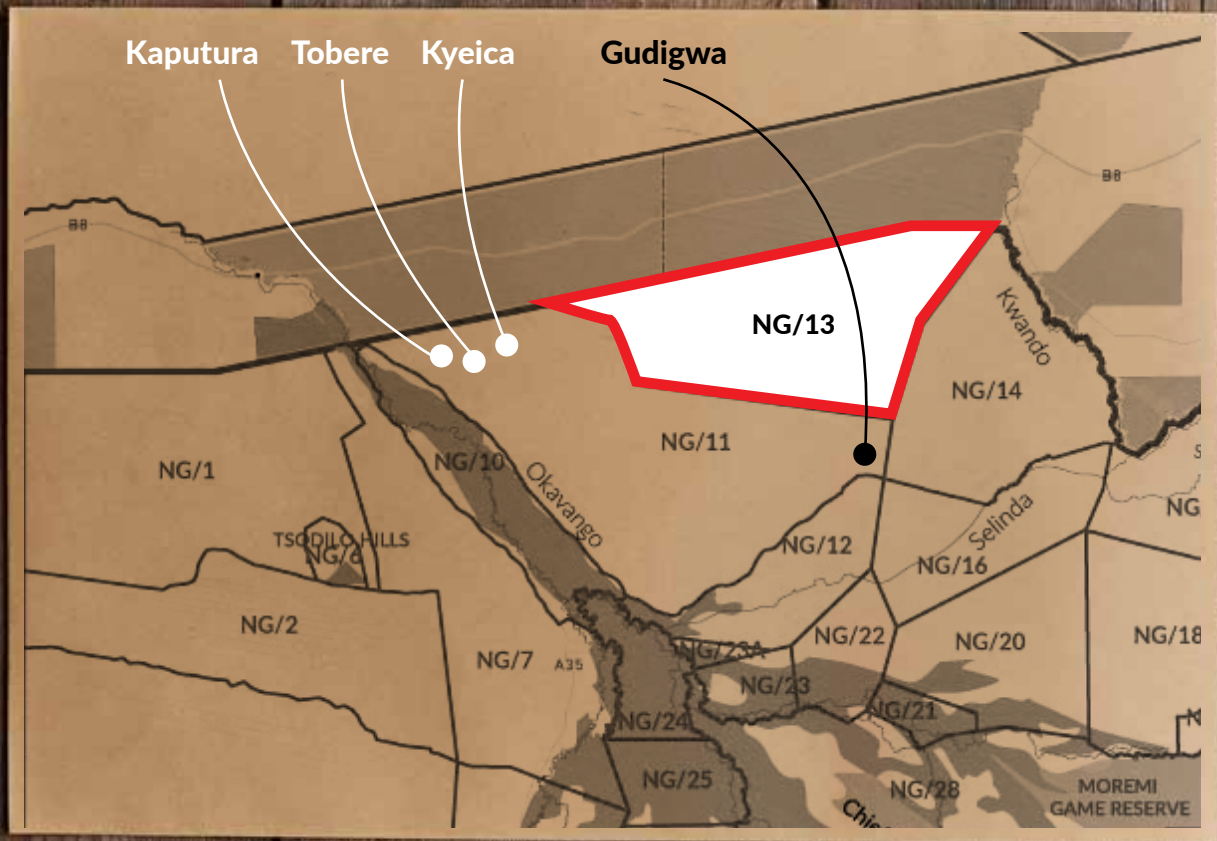 Kaputura Tobere Kyeica Gudigwa
B8
B8
NG/13
Kwando
NG/14
NG/11
NG/10
Okavango
NG/1
TSODILO HILLS
NG/6
NG/12
Selinda
NG/16
NG
NG/2
NG/22
NG/20
NG/18
NG/7
A35
NG/23A
NG/23
NG/21
NG/24
NG/25
NG/28
MOREMI
GAME RESERVE
Chie